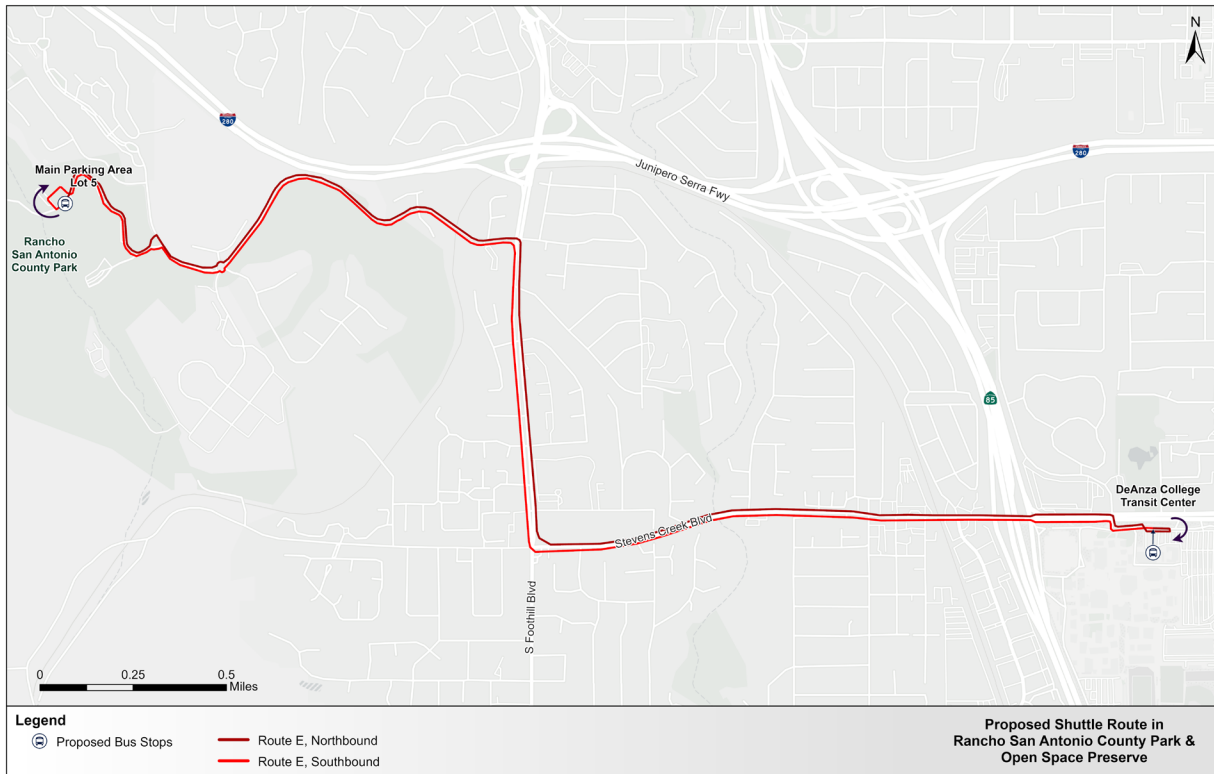 N
280
280
Junipero Serra Fwy
Main Parking Area
Lot 5
Rancho
San Antonio
County Park
85
DeAnza College
Transit Center
Stevens Creek Blvd
S Foothill Blvd
0 0.25 0.5
Miles
Legend
Proposed Bus Stops
Route E, Northbound
Route E, Southbound
Proposed Shuttle Route in
Rancho San Antonio County Park &
Open Space Preserve